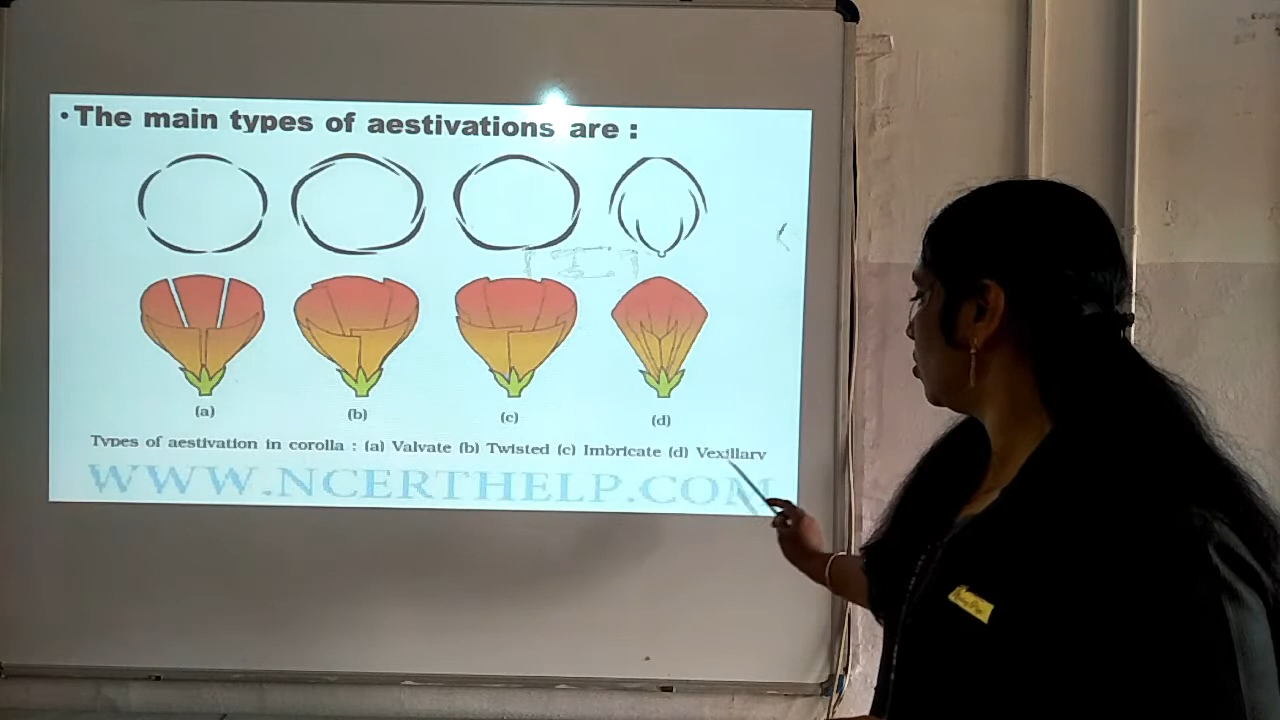 •The main types of aestivations are :
(a) (b) (c) (d)
Types of aestivation in corolla : (a) Valvate (b) Twisted (c) Imbricate (d) Vexillary
WWW.NCERTHELP.COM